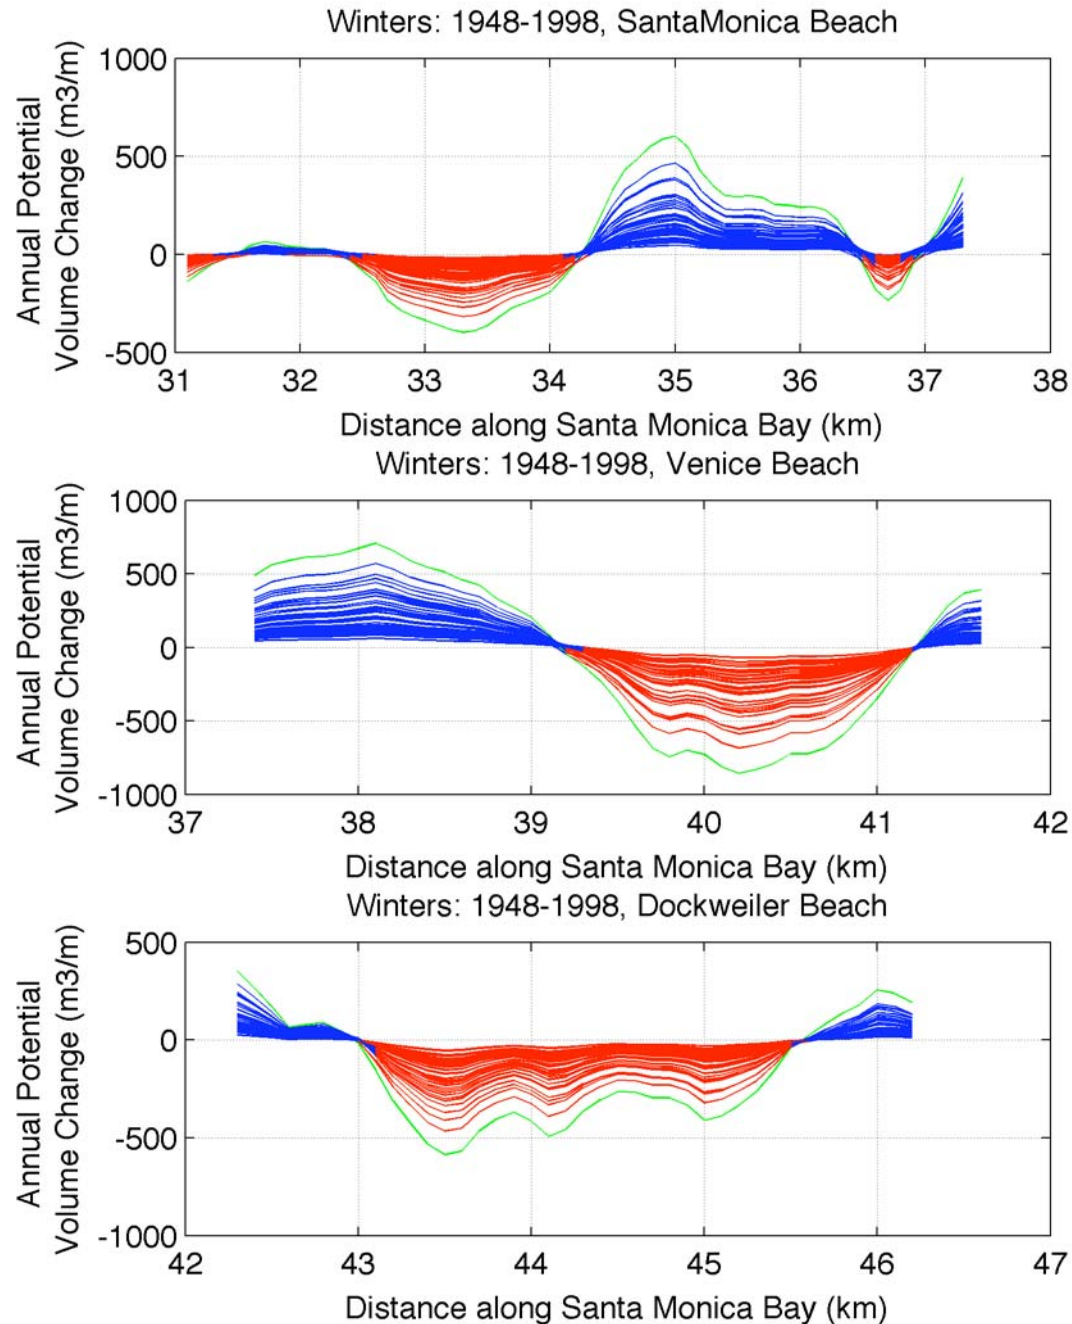 Winters: 1948-1998, SantaMonica Beach
Annual Potential
Volume Change (m3/m)
1000
500
0
-500
31 32 33 34 35 36 37 38
Distance along Santa Monica Bay (km)
Winters: 1948-1998, Venice Beach
Annual Potential
Volume Change (m3/m)
1000
500
0
-500
-1000
37 38 39 40 41 42
Distance along Santa Monica Bay (km)
Winters: 1948-1998, Dockweiler Beach
Annual Potential
Volume Change (m3/m)
500
0
-500
-1000
42 43 44 45 46 47
Distance along Santa Monica Bay (km)